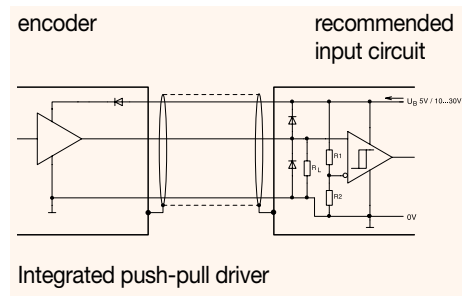 encoder
recommended
input circuit
UB 5V / 10...30V
R1
RL
R2
0V
Integrated push-pull driver